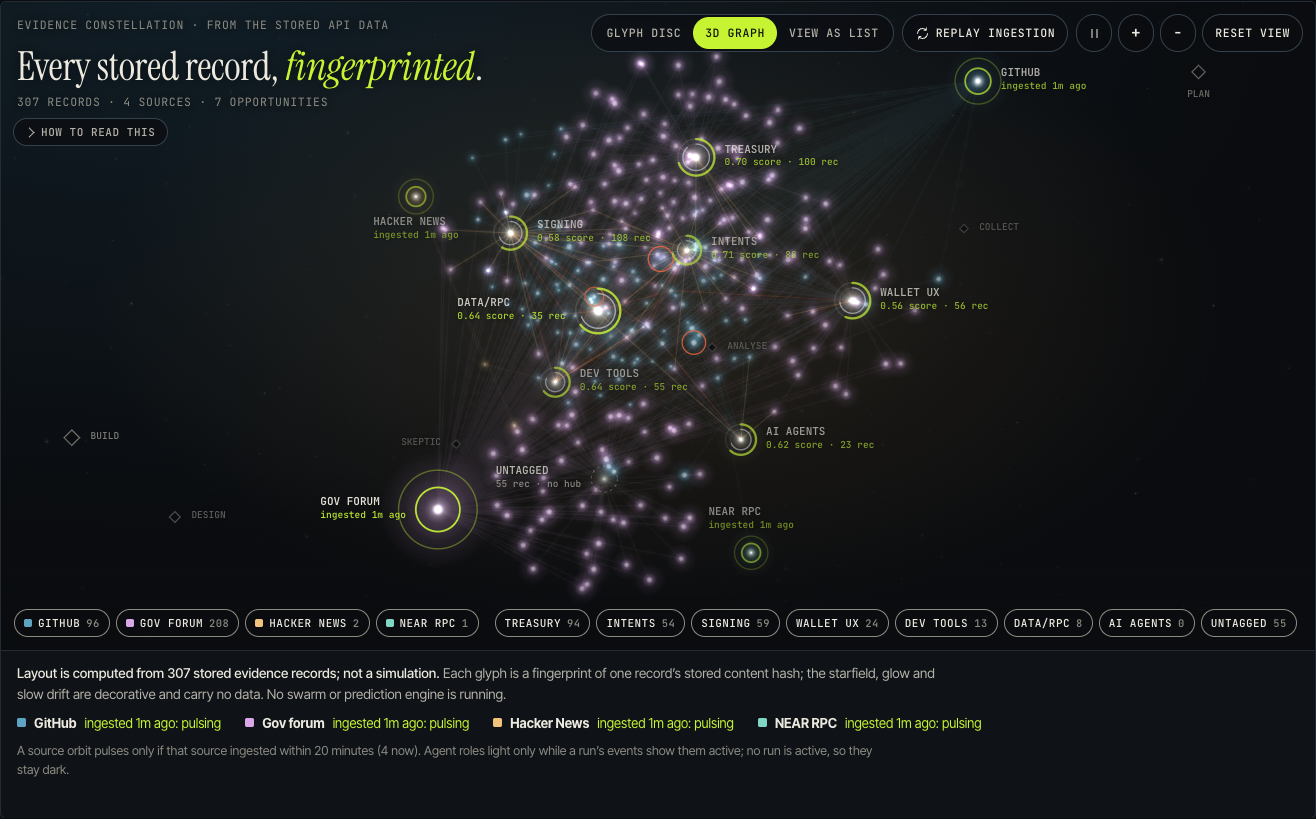 EVIDENCE CONSTELLATION · FROM THE STORED API DATA
Every stored record, fingerprinted.
307 RECORDS · 4 SOURCES · 7 OPPORTUNITIES
HOW TO READ THIS
GLYPH DISC
3D GRAPH
VIEW AS LIST
REPLAY INGESTION
+
-
RESET VIEW
GITHUB
ingested 1m ago
PLAN
TREASURY
0.70 score · 100 rec
HACKER NEWS
ingested 1m ago
SIGNING
0.58 score · 108 rec
INTENTS
0.71 score · 88 rec
COLLECT
DATA/RPC
0.64 score · 35 rec
WALLET UX
0.56 score · 56 rec
ANALYSE
DEV TOOLS
0.64 score · 55 rec
BUILD
SKEPTIC
AI AGENTS
0.62 score · 23 rec
UNTAGGED
55 rec · no hub
GOV FORUM
ingested 1m ago
DESIGN
NEAR RPC
ingested 1m ago
GITHUB 96
GOV FORUM 208
HACKER NEWS 2
NEAR RPC 1
TREASURY 94
INTENTS 54
SIGNING 59
WALLET UX 24
DEV TOOLS 13
DATA/RPC 8
AI AGENTS 0
UNTAGGED 55
Layout is computed from 307 stored evidence records; not a simulation. Each glyph is a fingerprint of one record's stored content hash; the starfield, glow and
slow drift are decorative and carry no data. No swarm or prediction engine is running.
GitHub ingested 1m ago: pulsing
Gov forum ingested 1m ago: pulsing
Hacker News ingested 1m ago: pulsing
NEAR RPC ingested 1m ago: pulsing
A source orbit pulses only if that source ingested within 20 minutes (4 now). Agent roles light only while a run's events show them active; no run is active, so they
stay dark.